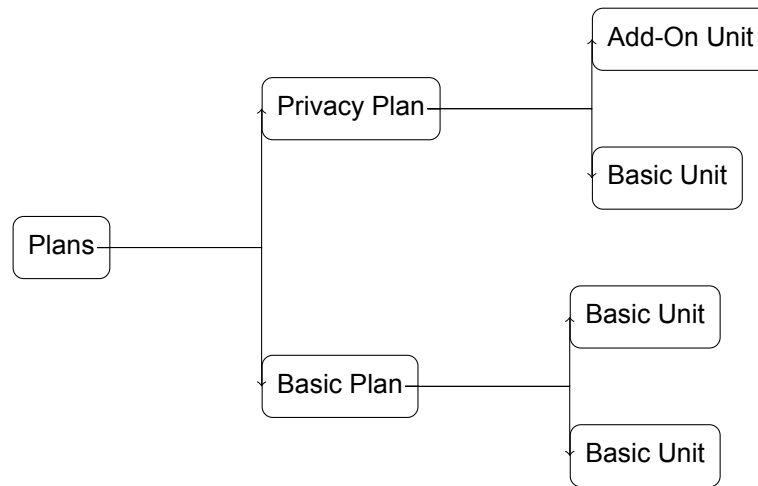 Add-On Unit
Privacy Plan
Basic Unit
Plans
Basic Unit
Basic Plan
Basic Unit